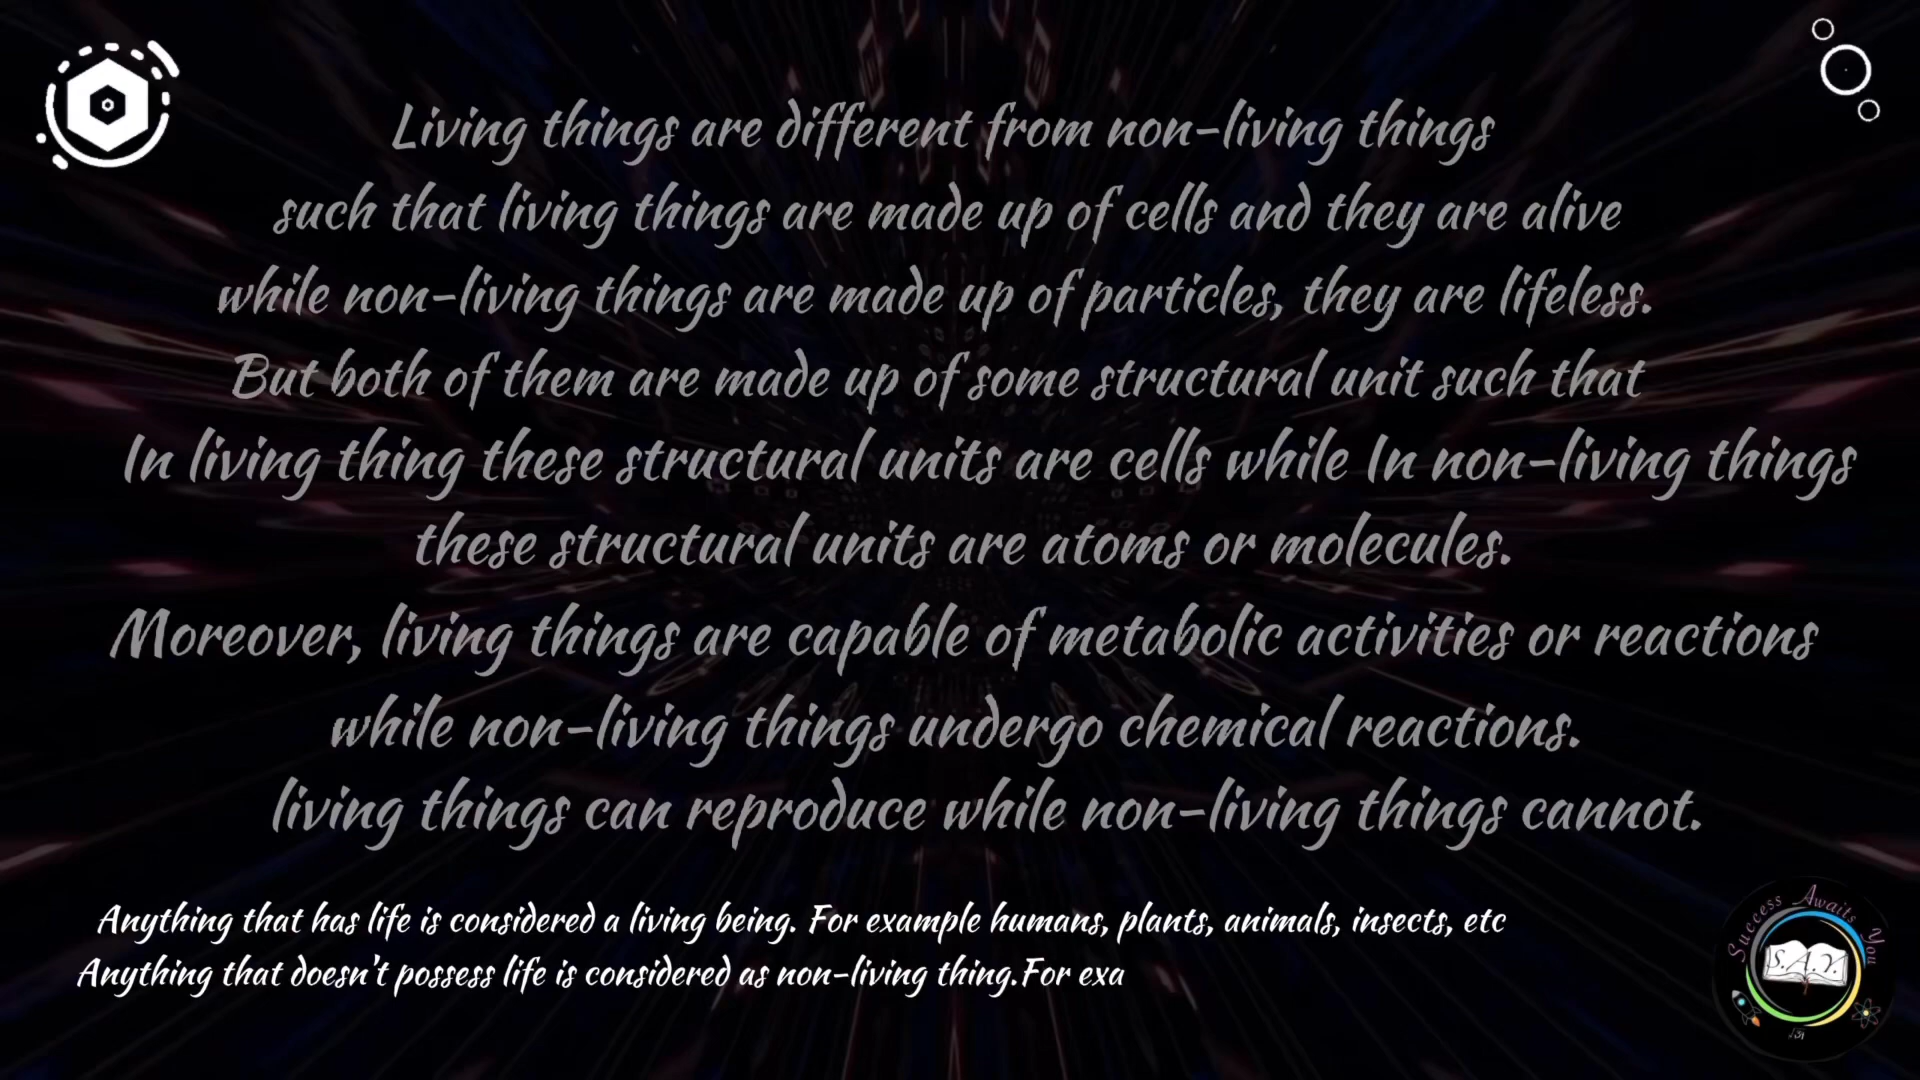 Living things are different from non-living things
such that living things are made up of cells and they are alive
while non-living things are made up of particles, they are lifeless.
But both of them are made up of some structural unit such that
In living thing these structural units are cells while In non-living things
these structural units are atoms or molecules.
Moreover, living things are capable of metabolic activities or reactions
while non-living things undergo chemical reactions.
living things can reproduce while non-living things cannot.
Anything that has life is considered a living being. For example humans, plants, animals, insects, etc
Anything that doesn't possess life is considered as non-living thing.For exa
Success Awaits You
S.A.Y.